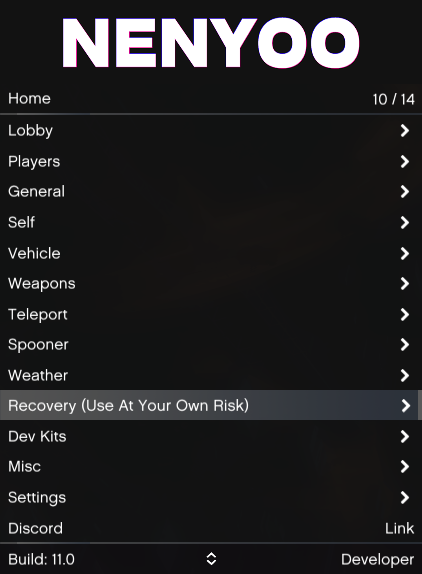 NENYOO
Home 10 / 14
Lobby
Players
General
Self
Vehicle
Weapons
Teleport
Spooner
Weather
Recovery (Use At Your Own Risk)
Dev Kits
Misc
Settings
Discord Link
Build: 11.0 Developer